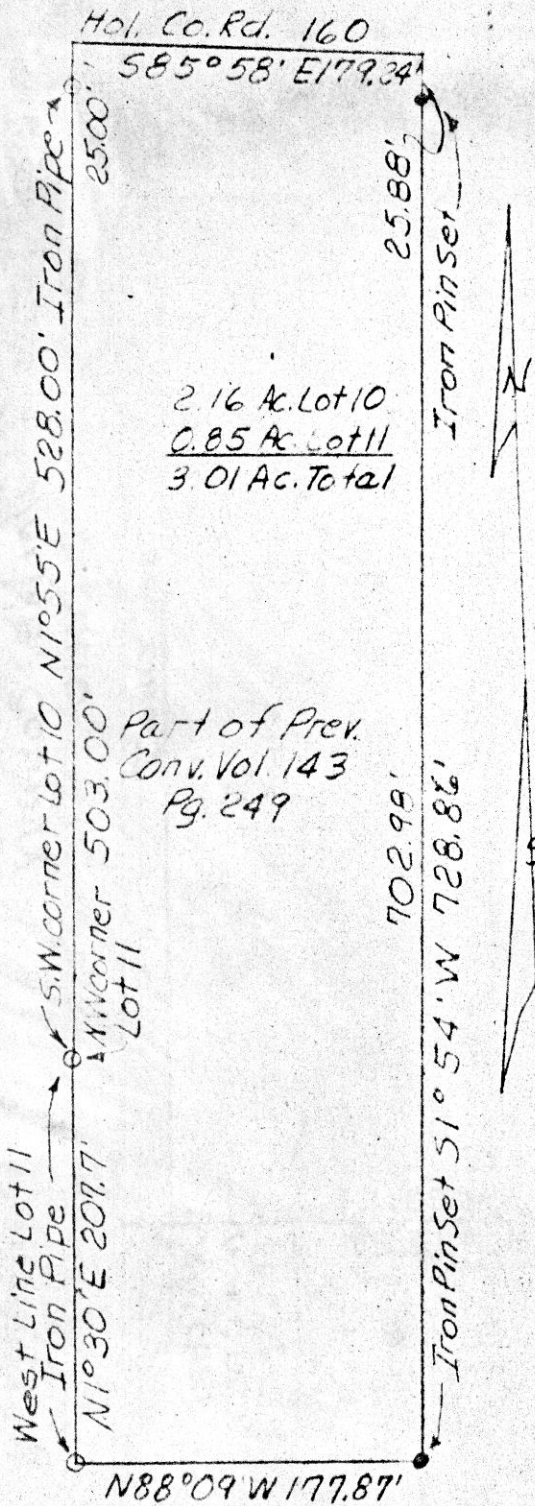 Hol. Co. Rd. 160
S85°58' E179.24'
25.00'
N1°55'E 528.00' Iron Pipe
25.88'
Iron Pin Set
N
2.16 Ac. Lot 10
0.85 Ac. Lot 11
3.01 Ac. Total
Part of Prev.
Conv. Vol. 143
Pg. 249
S.W. corner Lot 10
503.00'
NW corner
Lot 11
702.98'
S1°54'W 728.86'
Iron Pin Set
West Line Lot 11
Iron Pipe
N1°30'E 207.7'
N88°09'W 177.87'